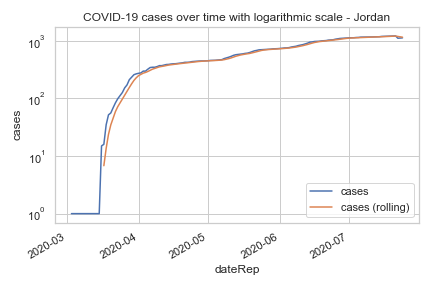 COVID-19 cases over time with logarithmic scale - Jordan
10³
10²
10¹
10⁰
cases
cases
cases (rolling)
2020-03
2020-04
2020-05
2020-06
2020-07
dateRep